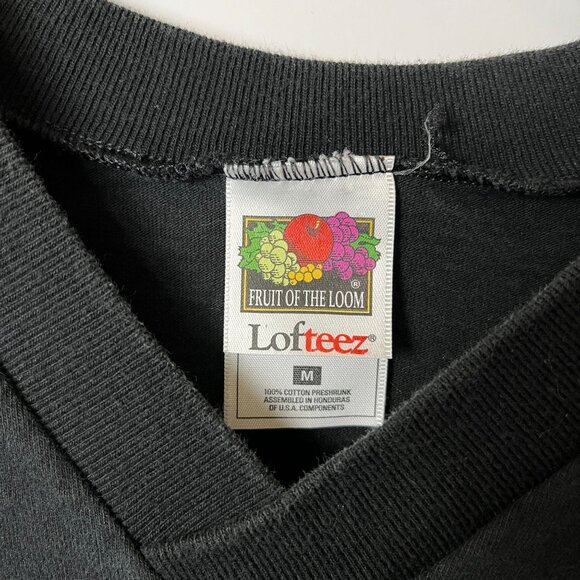 FRUIT OF THE LOOM®
Lofteez®
M
100% COTTON PRESHRUNK
ASSEMBLED IN HONDURAS
OF U.S.A. COMPONENTS